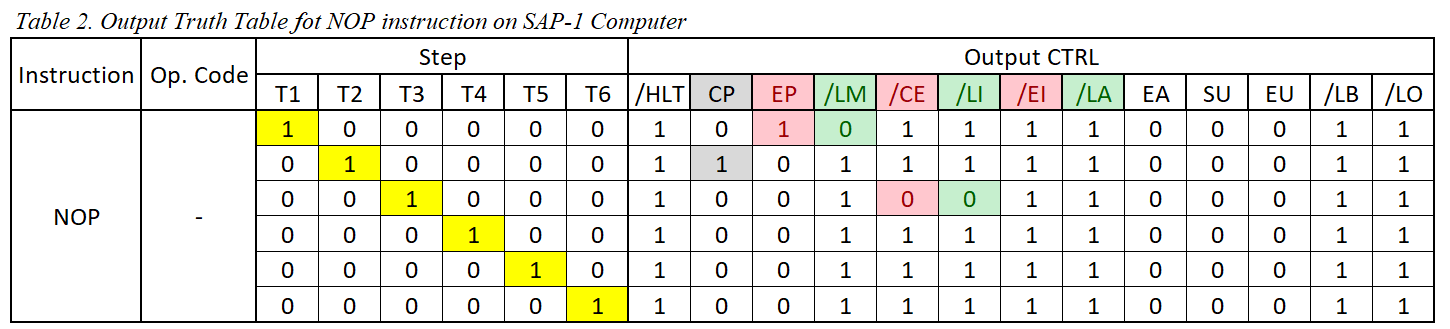 Table 2. Output Truth Table fot NOP instruction on SAP-1 Computer
Instruction Op. Code Step Output CTRL
T1 T2 T3 T4 T5 T6 /HLT CP EP /LM /CE /LI /EI /LA EA SU EU /LB /LO
NOP -
1 0 0 0 0 0 1 0 1 0 1 1 1 1 0 0 0 1 1
0 1 0 0 0 0 1 1 0 1 1 1 1 1 0 0 0 1 1
0 0 1 0 0 0 1 0 0 1 0 0 1 1 0 0 0 1 1
0 0 0 1 0 0 1 0 0 1 1 1 1 1 0 0 0 1 1
0 0 0 0 1 0 1 0 0 1 1 1 1 1 0 0 0 1 1
0 0 0 0 0 1 1 0 0 1 1 1 1 1 0 0 0 1 1